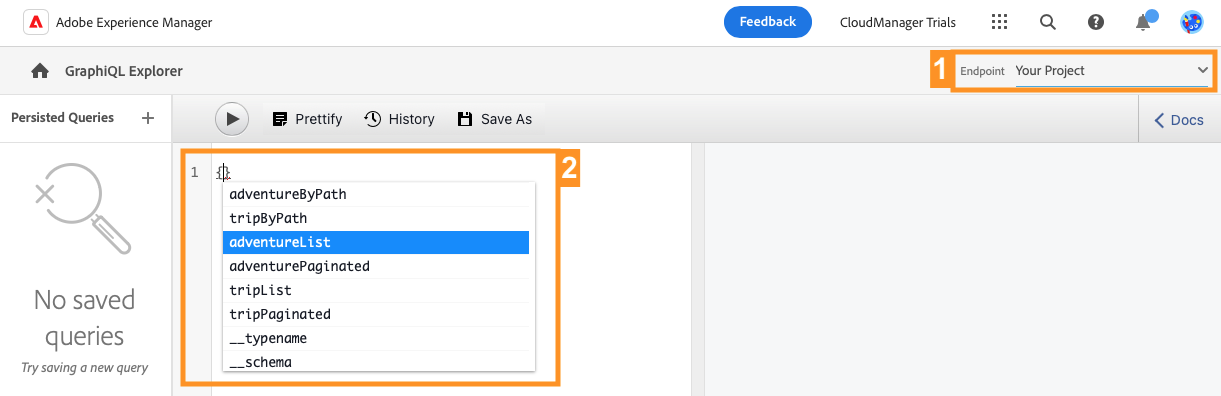 Adobe Experience Manager
Feedback
CloudManager Trials
GraphiQL Explorer
1
Endpoint Your Project
Persisted Queries +
Prettify
History
Save As
Docs
2
1 {}
adventureByPath
tripByPath
adventureList
adventurePaginated
tripList
tripPaginated
__typename
__schema
No saved
queries
Try saving a new query